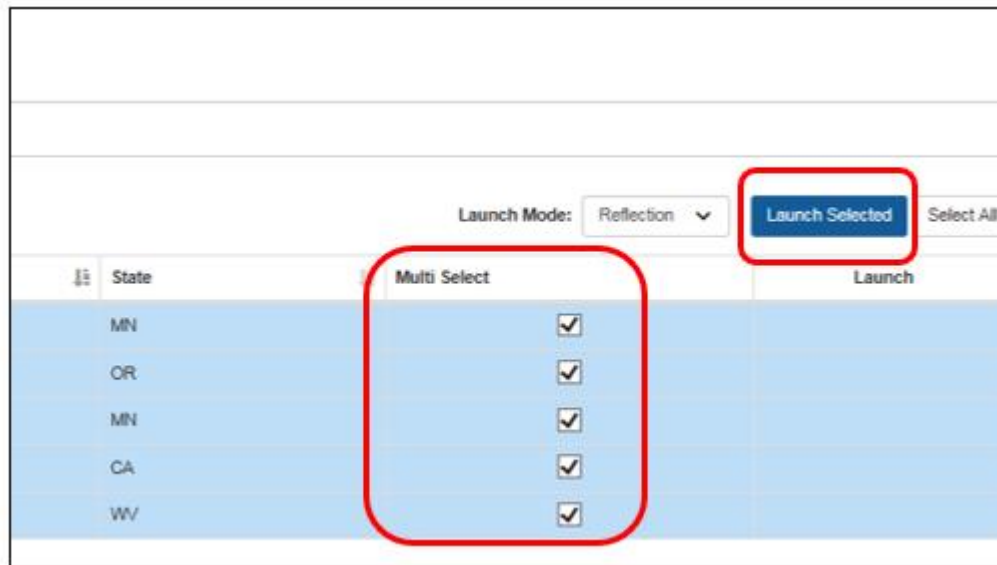 Launch Mode: Reflection Launch Selected Select All
State Multi Select Launch
MN
OR
MN
CA
WV